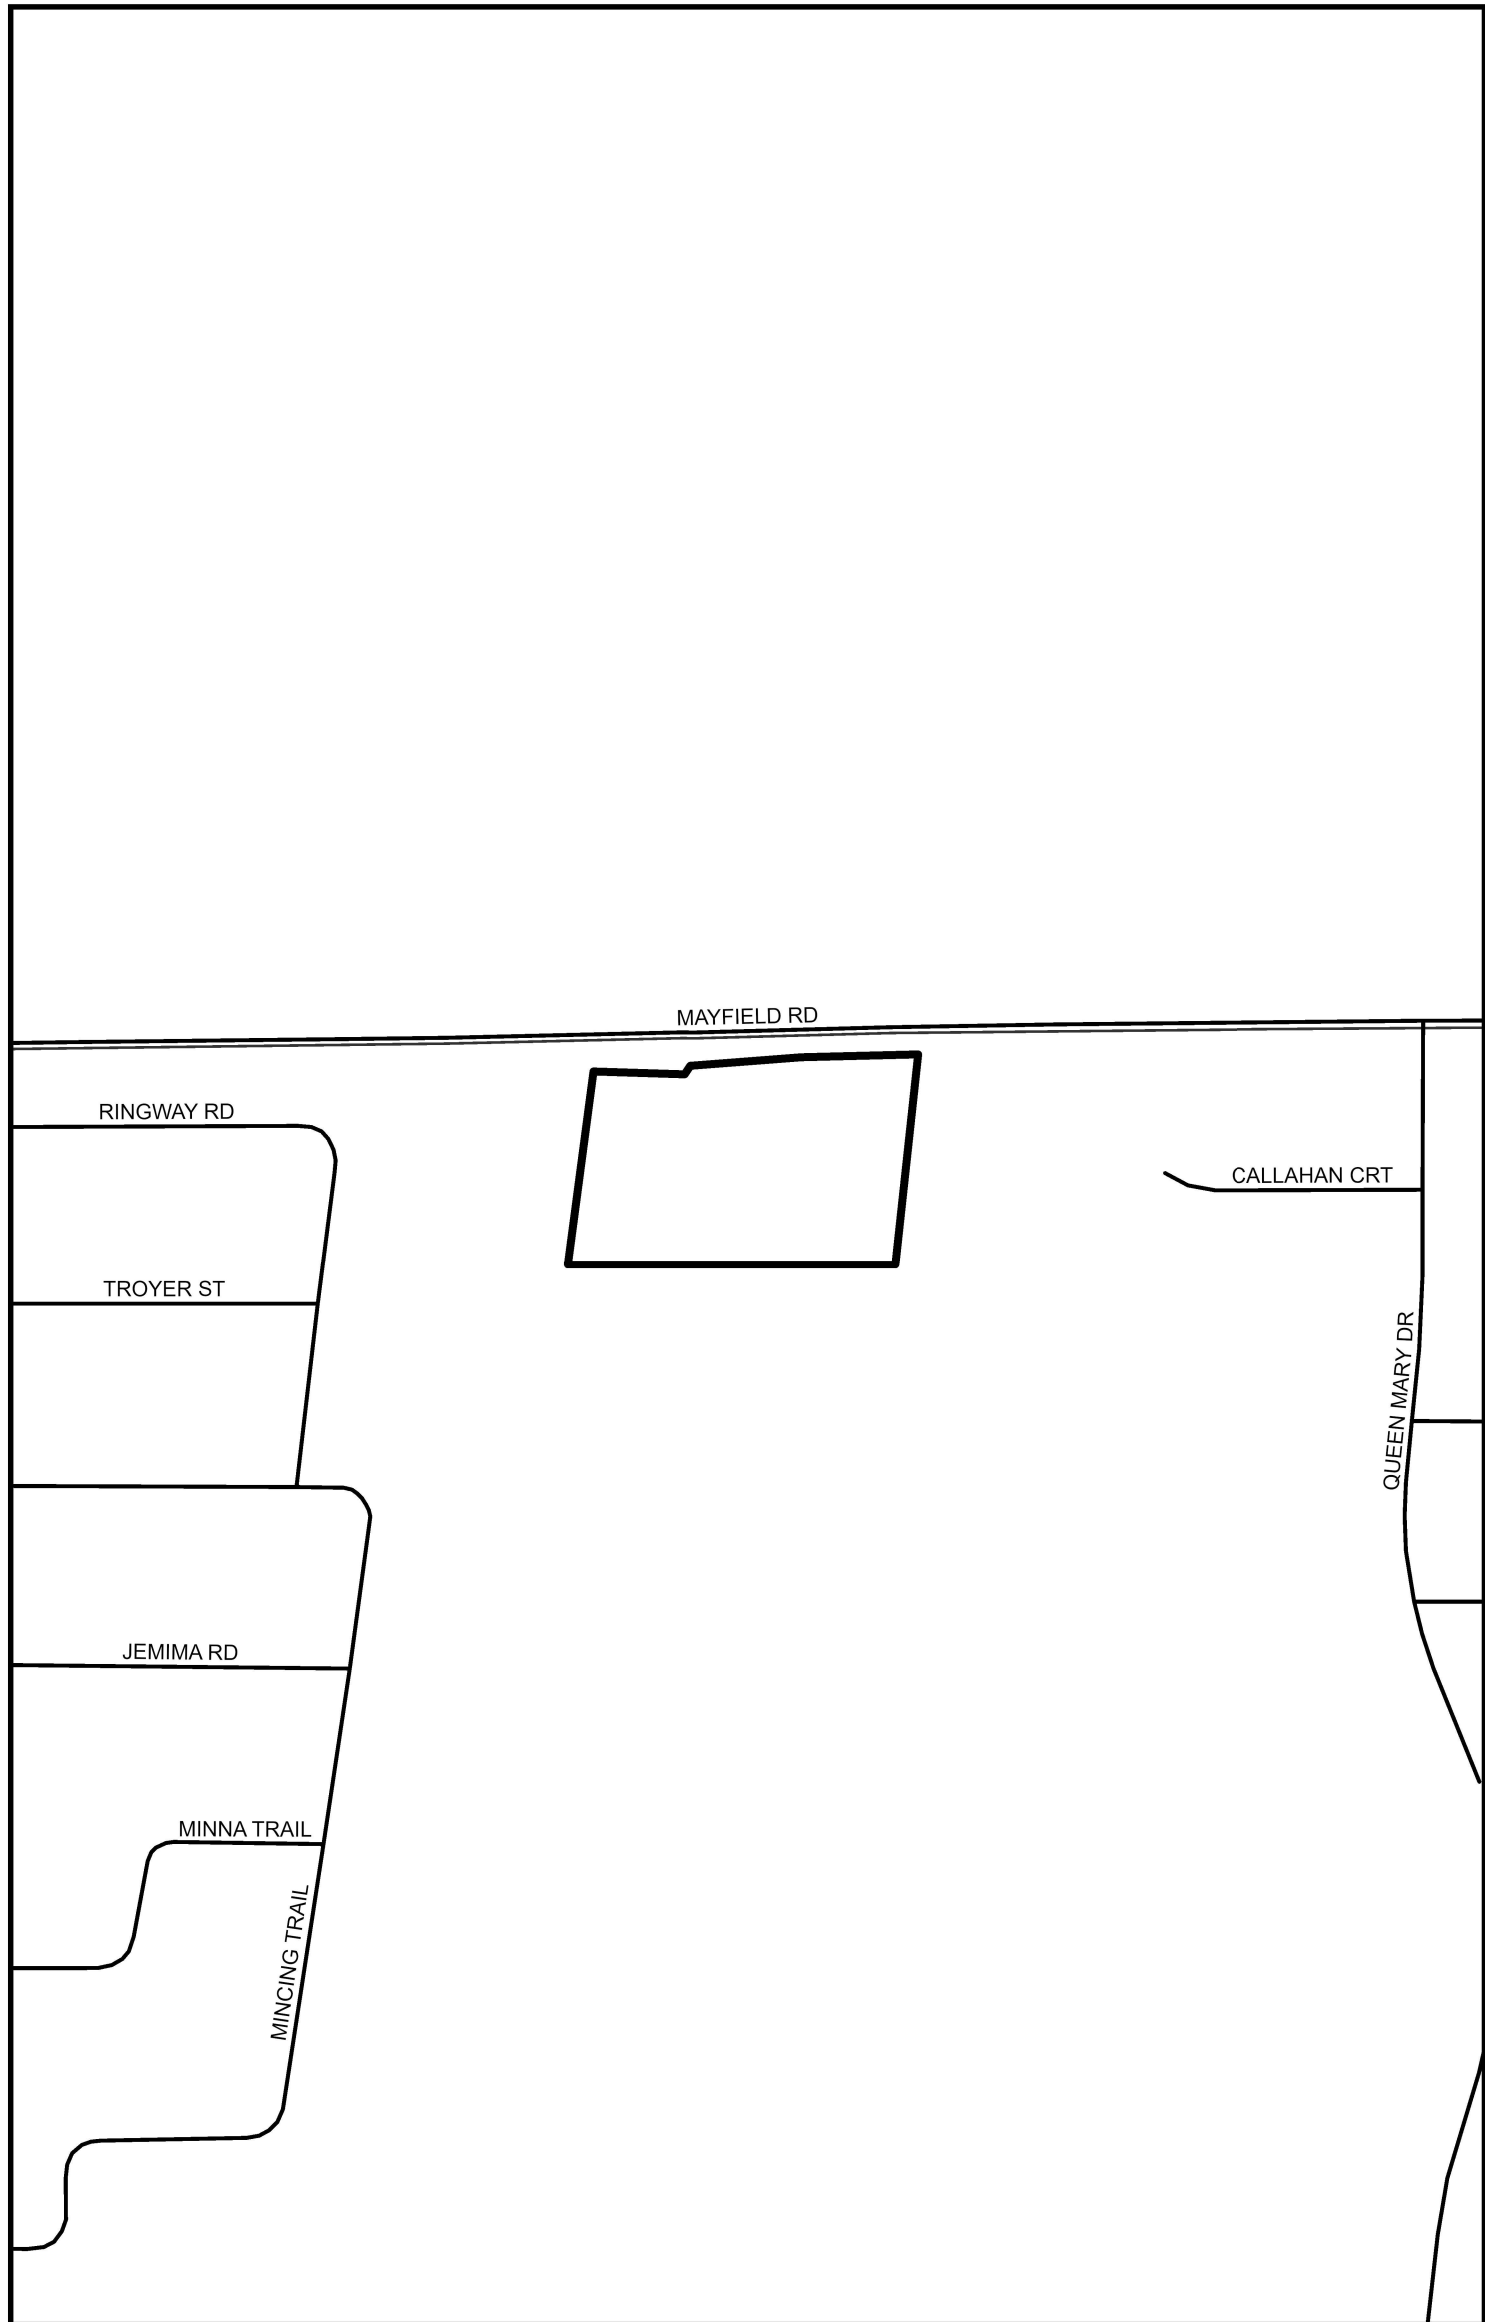 MAYFIELD RD
RINGWAY RD
CALLAHAN CRT
TROYER ST
QUEEN MARY DR
JEMIMA RD
MINNA TRAIL
MINCING TRAIL